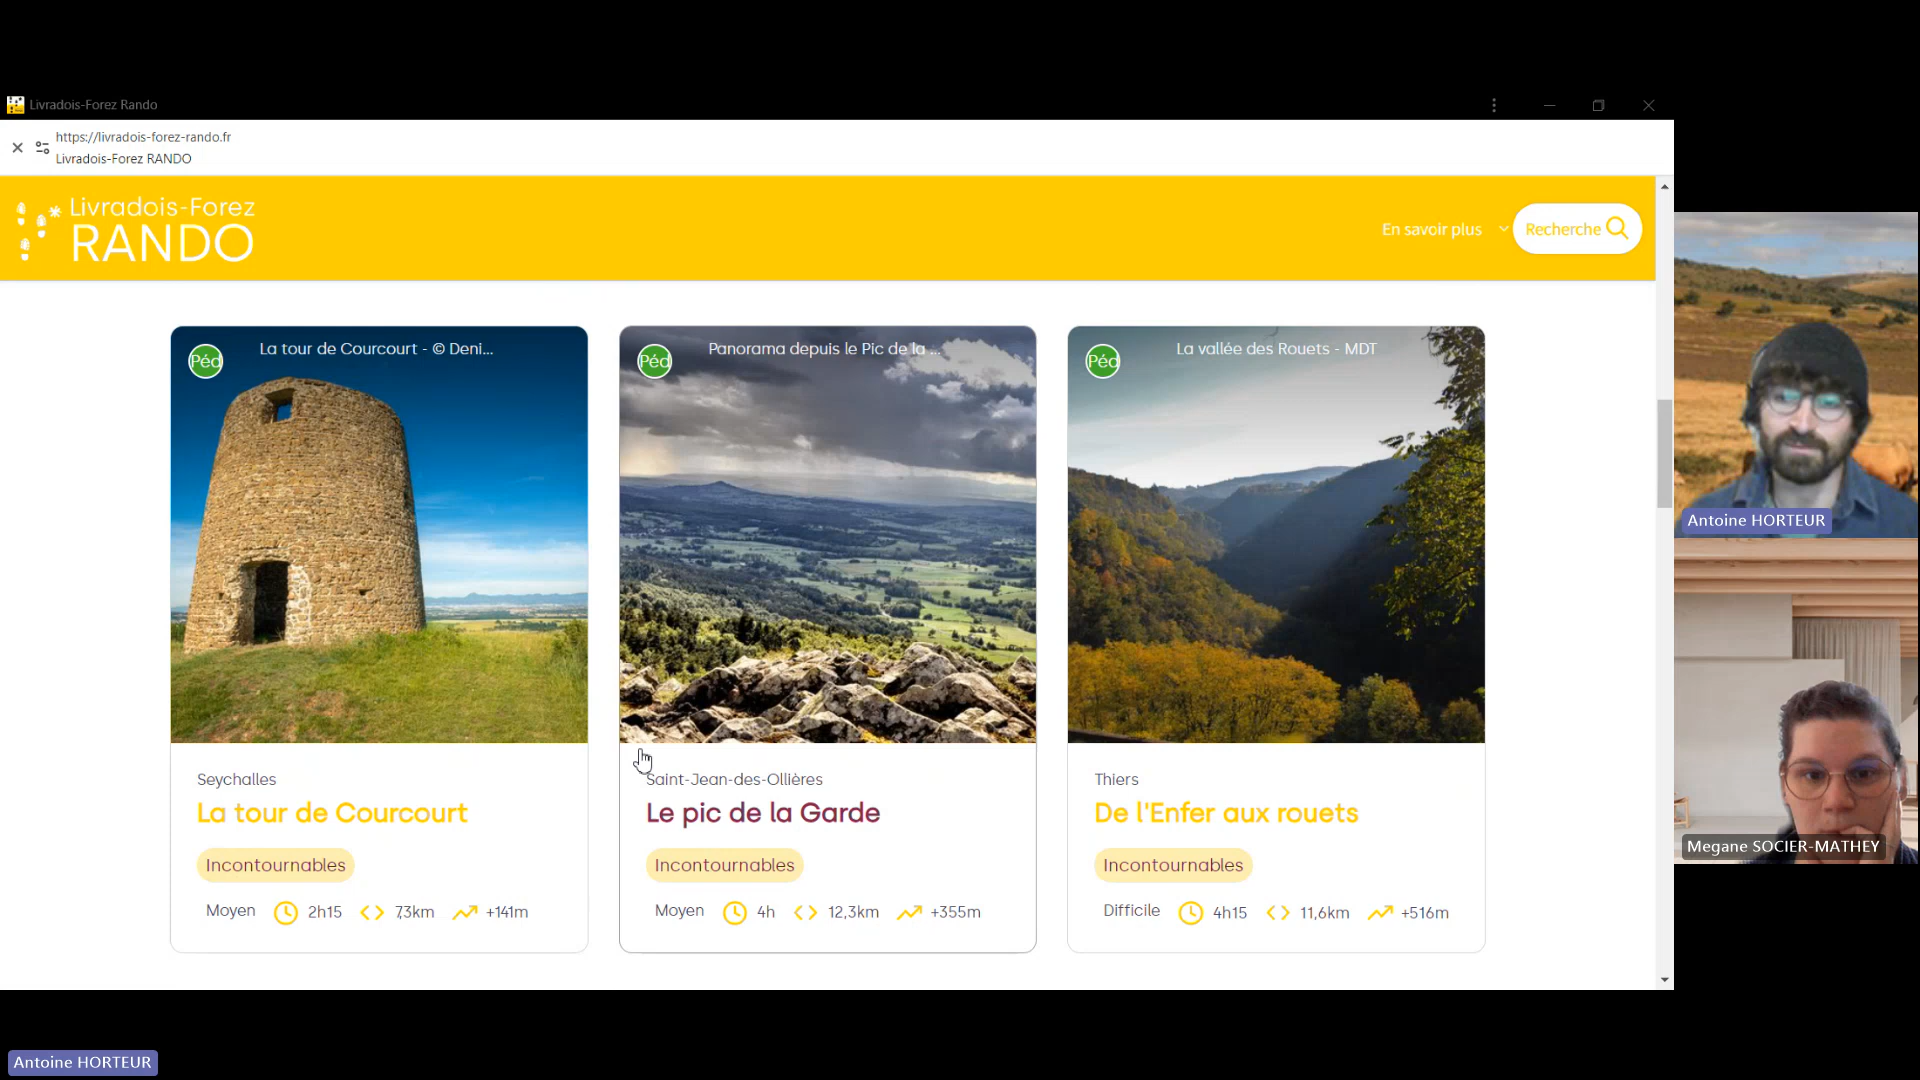 Livradois-Forez Rando
https://livradois-forez-rando.fr
Livradois-Forez RANDO
Livradois-Forez
RANDO
En savoir plus
Recherche
Péd
La tour de Courcourt - © Deni...
Péd
Panorama depuis le Pic de la ...
Péd
La vallée des Rouets - MDT
Seychalles
La tour de Courcourt
Incontournables
Moyen 2h15 7,3km +141m
Saint-Jean-des-Ollières
Le pic de la Garde
Incontournables
Moyen 4h 12,3km +355m
Thiers
De l'Enfer aux rouets
Incontournables
Difficile 4h15 11,6km +516m
Antoine HORTEUR
Megane SOCIER-MATHEY
Antoine HORTEUR